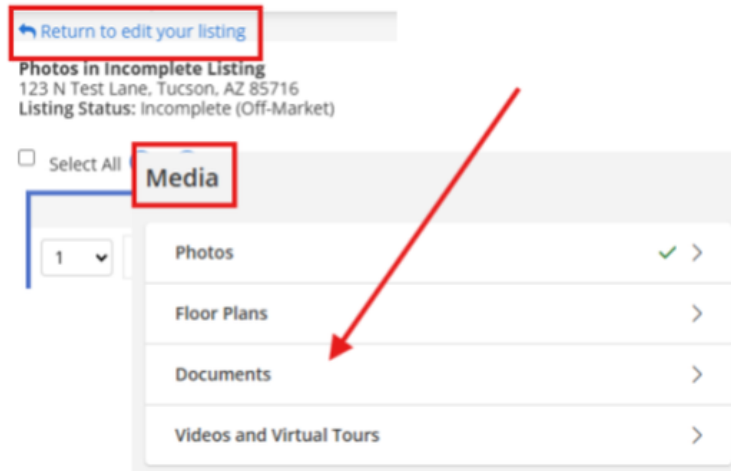 Return to edit your listing
Photos in Incomplete Listing
123 N Test Lane, Tucson, AZ 85716
Listing Status: Incomplete (Off-Market)
Select All
Media
1
Photos
Floor Plans
Documents
Videos and Virtual Tours